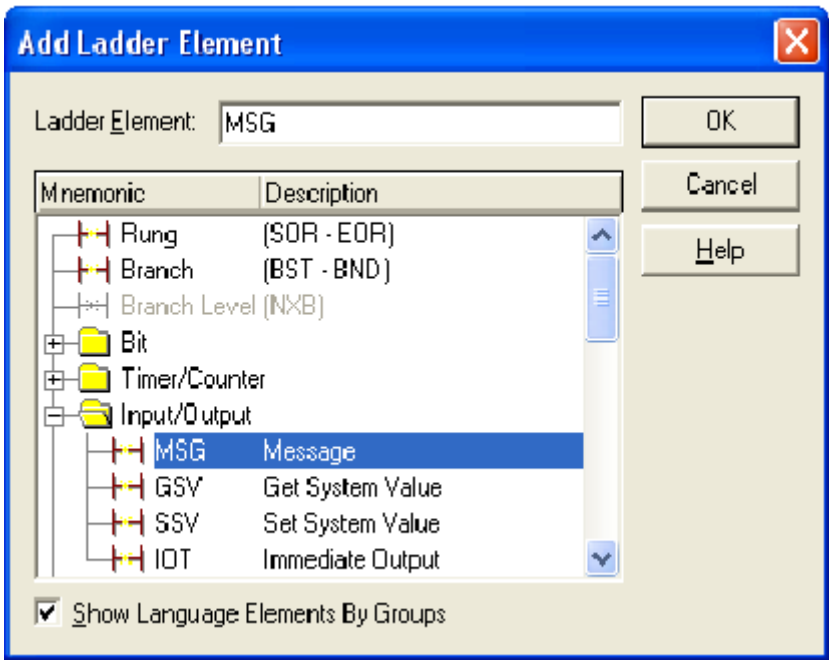 Add Ladder Element
Ladder Element: MSG
OK
Mnemonic Description
Cancel
Rung (SOR - EOR)
Help
Branch (BST - BND)
Branch Level (NXB)
Bit
Timer/Counter
Input/Output
MSG Message
GSV Get System Value
SSV Set System Value
IOT Immediate Output
Show Language Elements By Groups